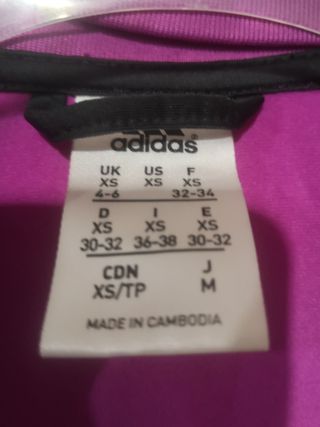 adidas®
UK US F
XS XS XS
4-6 32-34
D I E
XS XS XS
30-32 36-38 30-32
CDN J
XS/TP M
MADE IN CAMBODIA